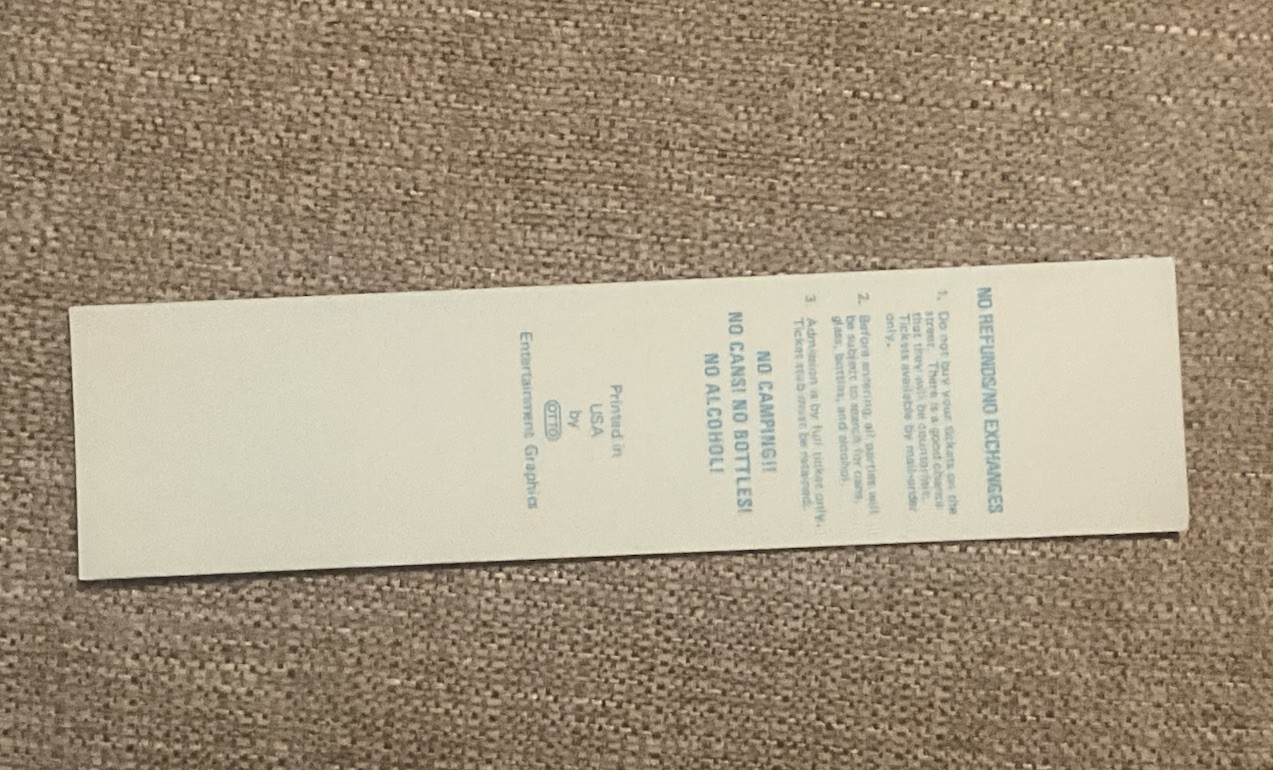 NO REFUNDS/NO EXCHANGES
1. Do not buy your tickets on the
street. There is a good chance
that they will be counterfeit.
Tickets available by mail-order
only.
2. Before entering, all parties will
be subject to search for cans,
glass, bottles, and alcohol.
3. Admission is by full ticket only.
Ticket stub must be retained.
NO CAMPING!!
NO CANS! NO BOTTLES!
NO ALCOHOL!
Printed in
USA
by
OTTO
Entertainment Graphics